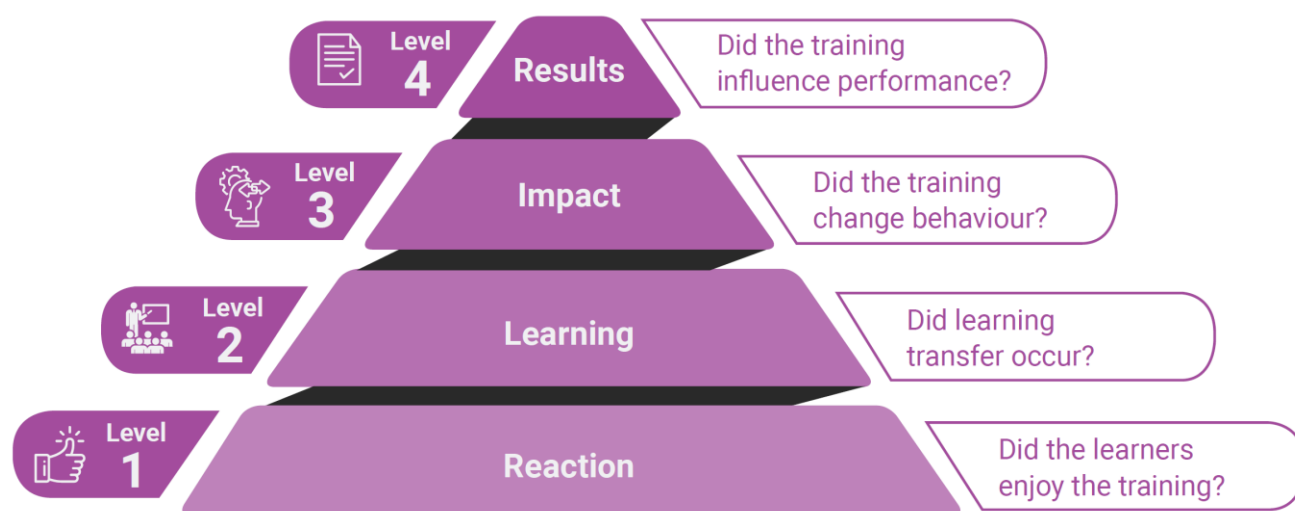 Level
4
Results
Did the training
influence performance?
Level
3
Impact
Did the training
change behaviour?
Level
2
Learning
Did learning
transfer occur?
Level
1
Reaction
Did the learners
enjoy the training?